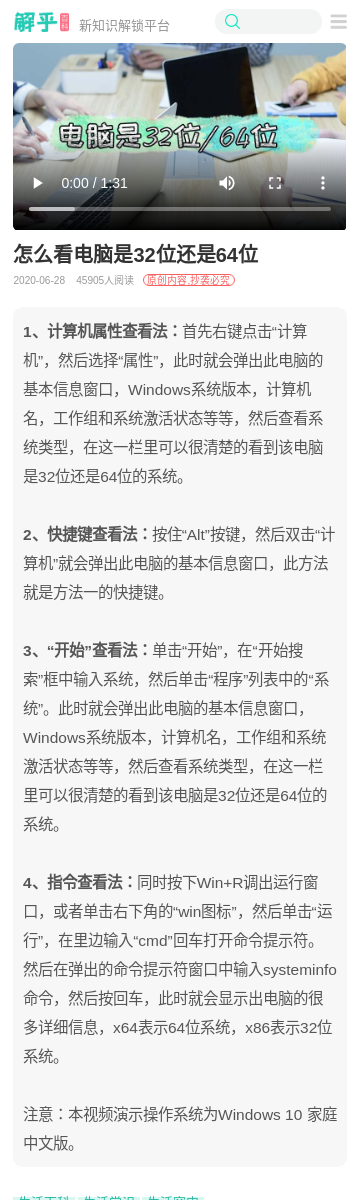 解乎
百科
新知识解锁平台
电脑是32位/64位
0:00 / 1:31
怎么看电脑是32位还是64位
2020-06-28 45905人阅读 原创内容,抄袭必究
1、计算机属性查看法：首先右键点击“计算
机”，然后选择“属性”，此时就会弹出此电脑的
基本信息窗口，Windows系统版本，计算机
名，工作组和系统激活状态等等，然后查看系
统类型，在这一栏里可以很清楚的看到该电脑
是32位还是64位的系统。
2、快捷键查看法：按住“Alt”按键，然后双击“计
算机”就会弹出此电脑的基本信息窗口，此方法
就是方法一的快捷键。
3、“开始”查看法：单击“开始”，在“开始搜
索”框中输入系统，然后单击“程序”列表中的“系
统”。此时就会弹出此电脑的基本信息窗口，
Windows系统版本，计算机名，工作组和系统
激活状态等等，然后查看系统类型，在这一栏
里可以很清楚的看到该电脑是32位还是64位的
系统。
4、指令查看法：同时按下Win+R调出运行窗
口，或者单击右下角的“win图标”，然后单击“运
行”，在里边输入“cmd”回车打开命令提示符。
然后在弹出的命令提示符窗口中输入systeminfo
命令，然后按回车，此时就会显示出电脑的很
多详细信息，x64表示64位系统，x86表示32位
系统。
注意：本视频演示操作系统为Windows 10 家庭
中文版。